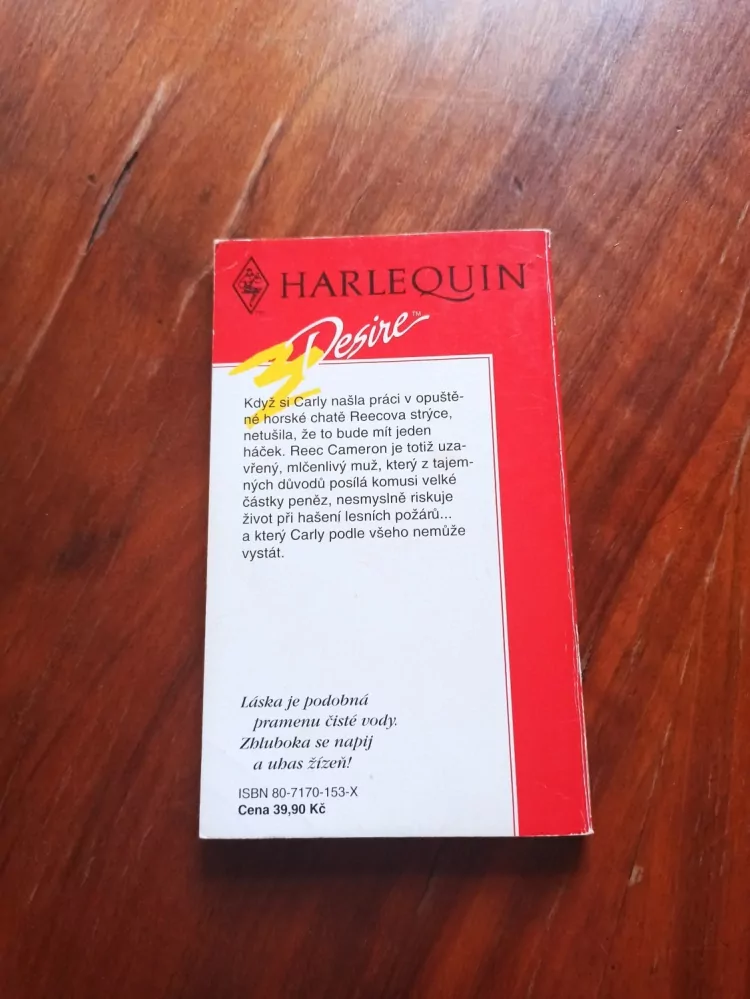 HARLEQUIN™
Desire™
Když si Carly našla práci v opuště-
né horské chatě Reecova strýce,
netušila, že to bude mít jeden
háček. Reec Cameron je totiž uza-
vřený, mlčenlivý muž, který z tajem-
ných důvodů posílá komusi velké
částky peněz, nesmyslně riskuje
život při hašení lesních požárů...
a který Carly podle všeho nemůže
vystát.
Láska je podobná
pramenu čisté vody.
Zhluboka se napij
a uhas žízeň!
ISBN 80-7170-153-X
Cena 39,90 Kč